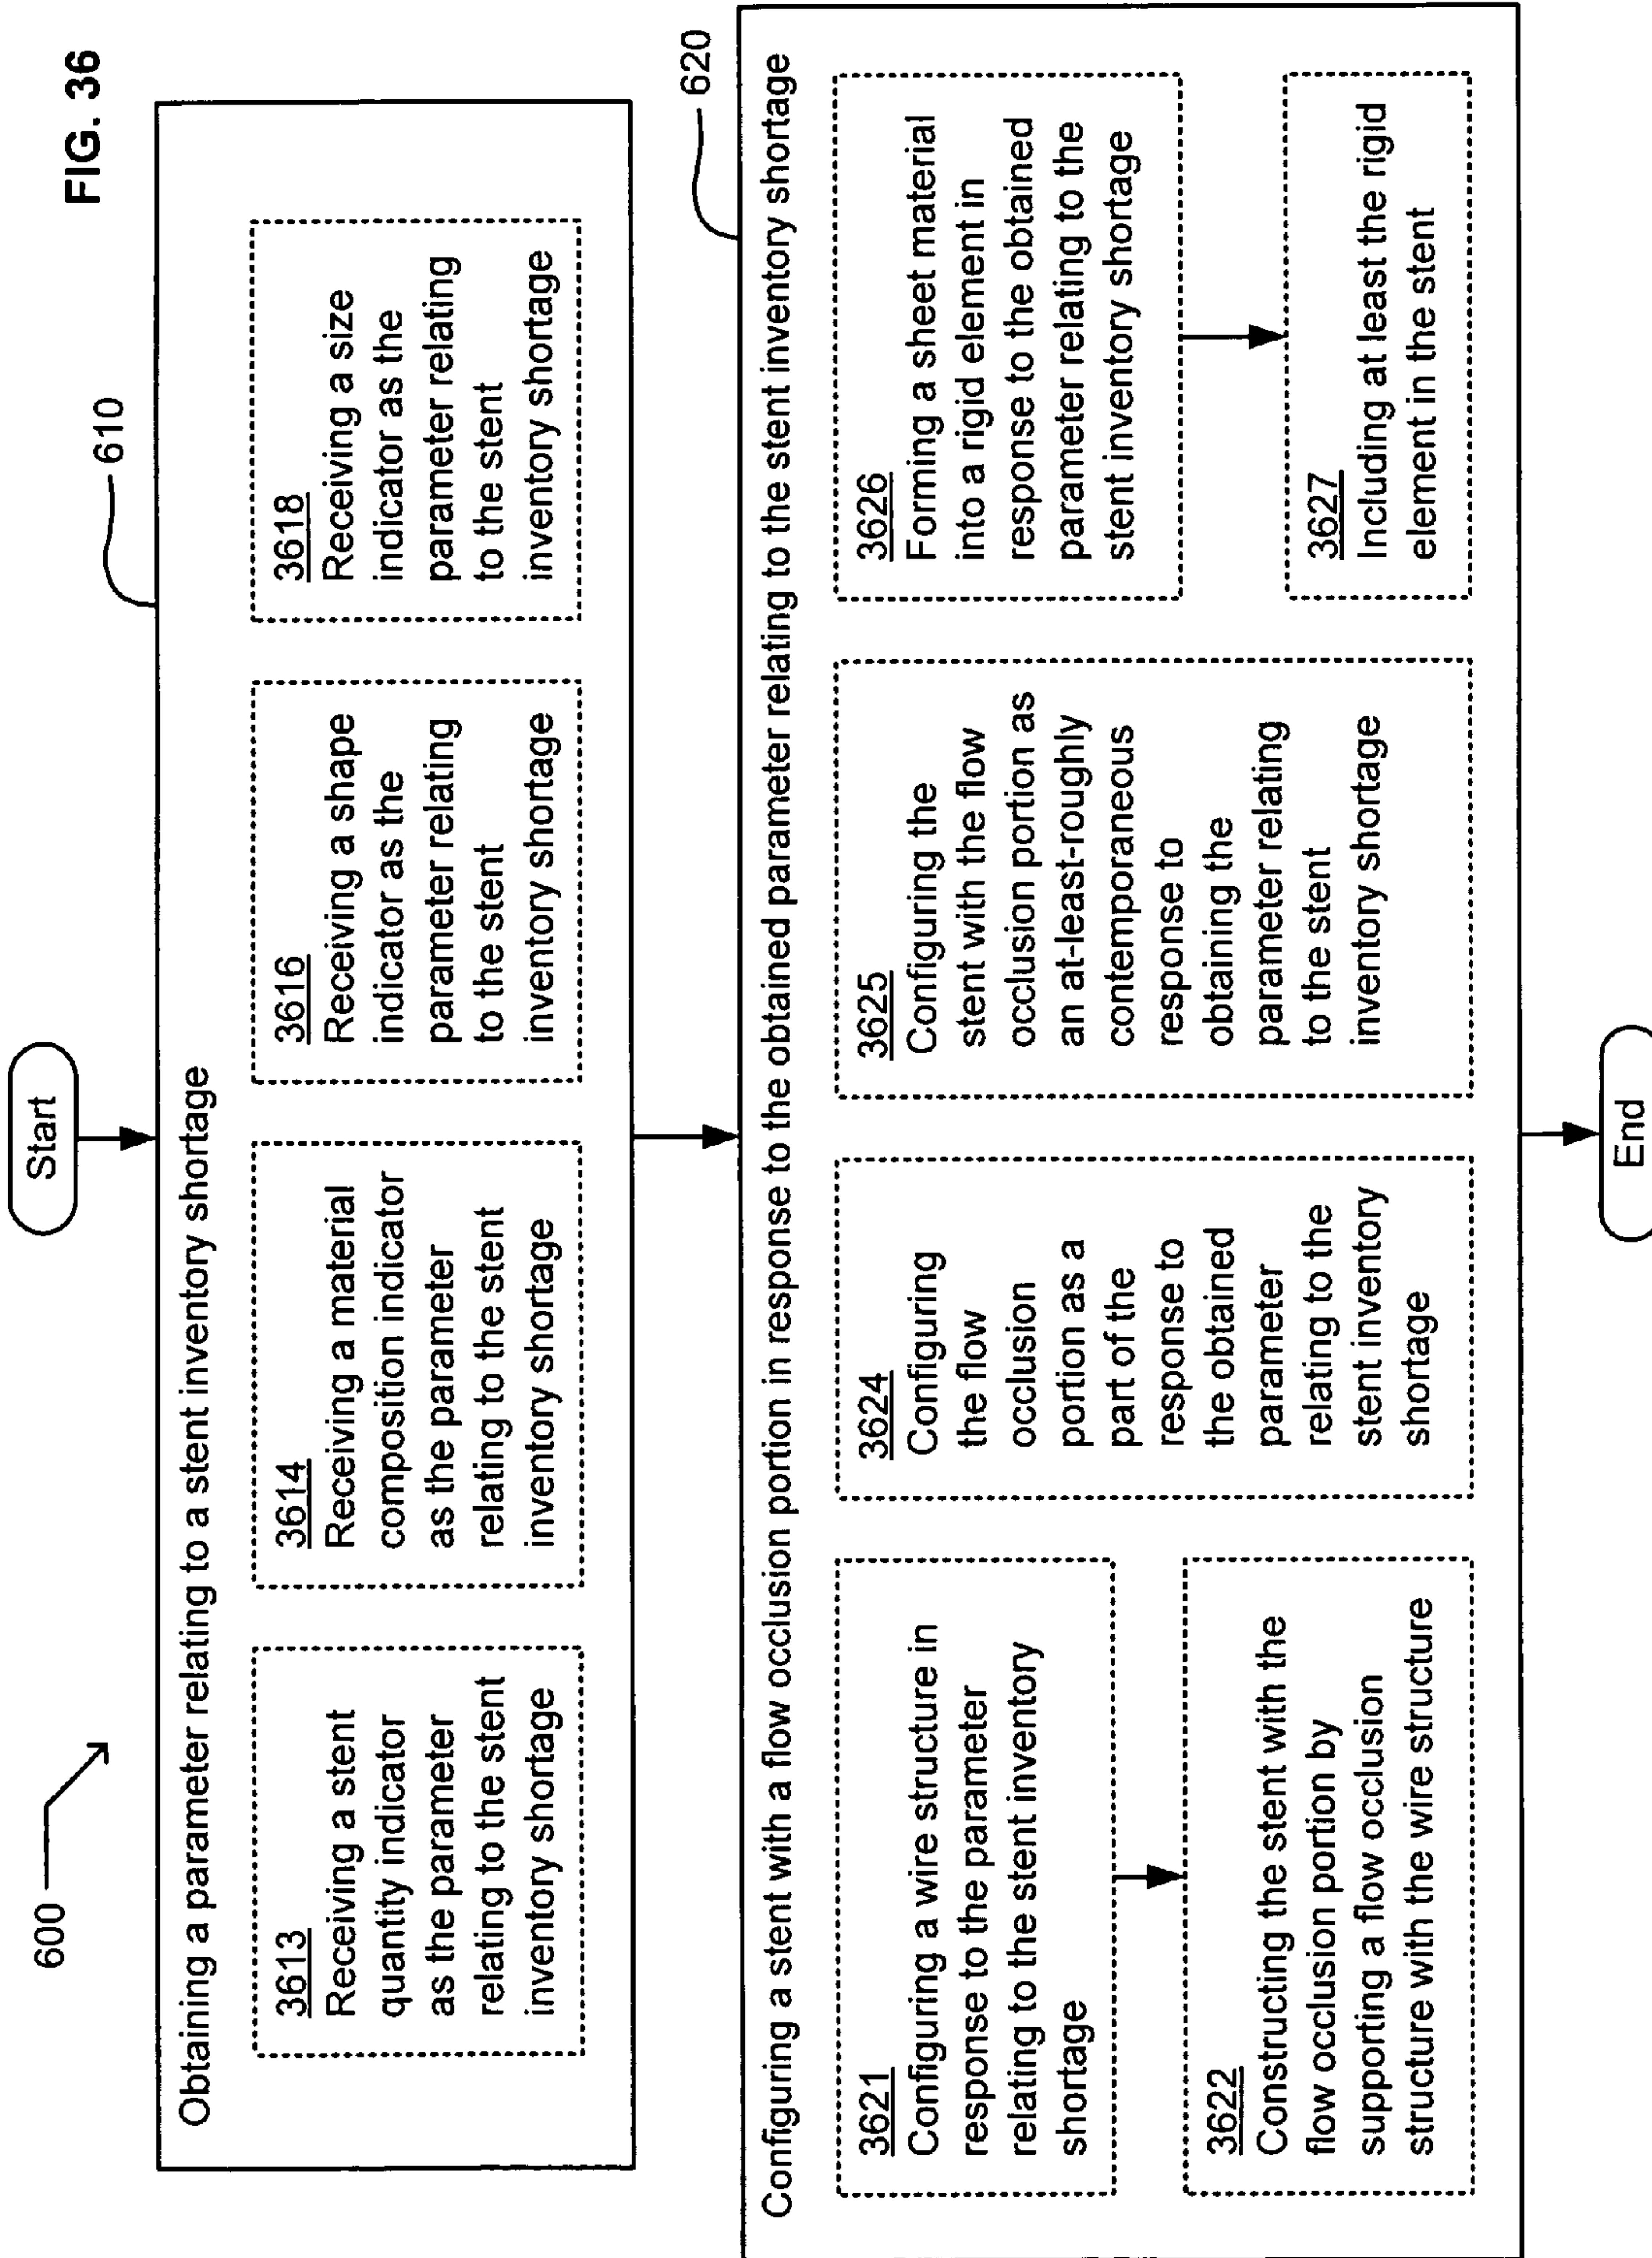 FIG. 36
600
Start
610
Obtaining a parameter relating to a stent inventory shortage
3613
Receiving a stent
quantity indicator
as the parameter
relating to the stent
inventory shortage
3614
Receiving a material
composition indicator
as the parameter
relating to the stent
inventory shortage
3616
Receiving a shape
indicator as the
parameter relating
to the stent
inventory shortage
3618
Receiving a size
indicator as the
parameter relating
to the stent
inventory shortage
620
Configuring a stent with a flow occlusion portion in response to the obtained parameter relating to the stent inventory shortage
3621
Configuring a wire structure in
response to the parameter
relating to the stent inventory
shortage
3622
Constructing the stent with the
flow occlusion portion by
supporting a flow occlusion
structure with the wire structure
3624
Configuring
the flow
occlusion
portion as a
part of the
response to
the obtained
parameter
relating to the
stent inventory
shortage
3625
Configuring the
stent with the flow
occlusion portion as
an at-least-roughly
contemporaneous
response to
obtaining the
parameter relating
to the stent
inventory shortage
3626
Forming a sheet material
into a rigid element in
response to the obtained
parameter relating to the
stent inventory shortage
3627
Including at least the rigid
element in the stent
End